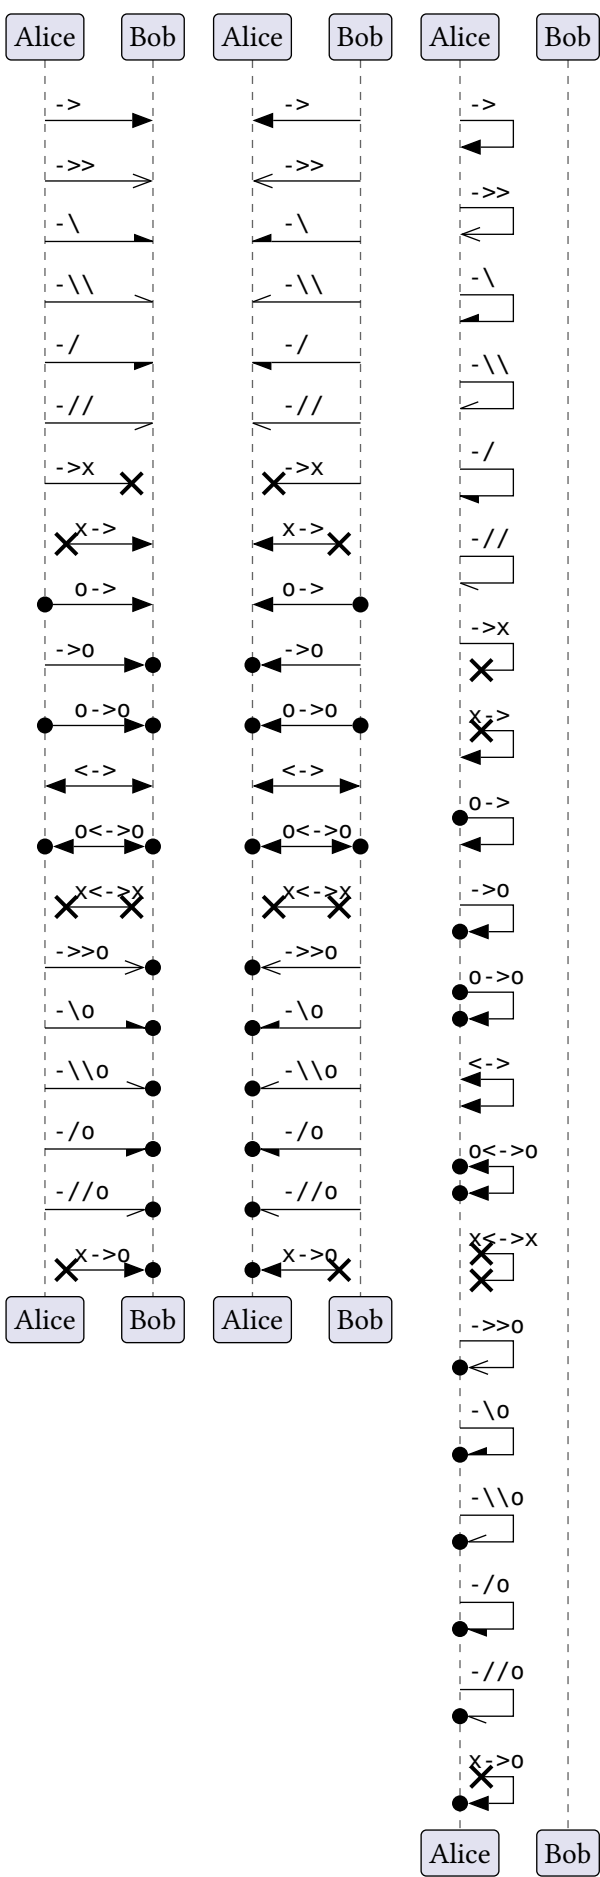 Alice Bob Alice Bob Alice Bob
-> -> ->
->> ->>
->>
-\ -\
-\
-\\ -\\
-/ -/
-\\
-// -//
-/
->x ->x
x-> x->
-//
o-> o->
->x
->o ->o
o->o o->o
x->
<-> <->
o->
o<->o o<->o
x<->x x<->x
->o
->>o ->>o
o->o
-\o -\o
-\\o -\\o
<->
-/o -/o
o<->o
-//o -//o
x<->x
x->o x->o
Alice Bob Alice Bob
->>o
-\o
-\\o
-/o
-//o
x->o
Alice Bob